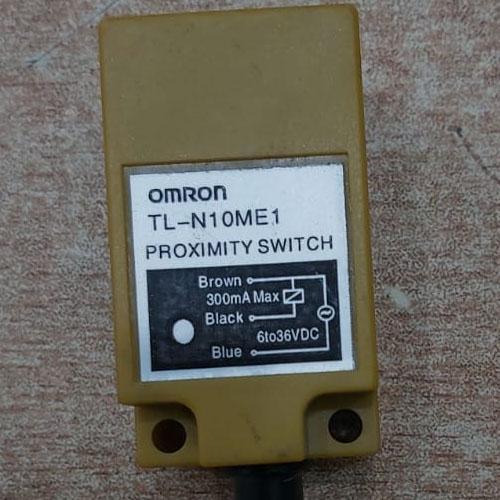 omRon
TL-N10ME1
PROXIMITY SWITCH
Brown
300mA Max
Black
6to36VDC
Blue